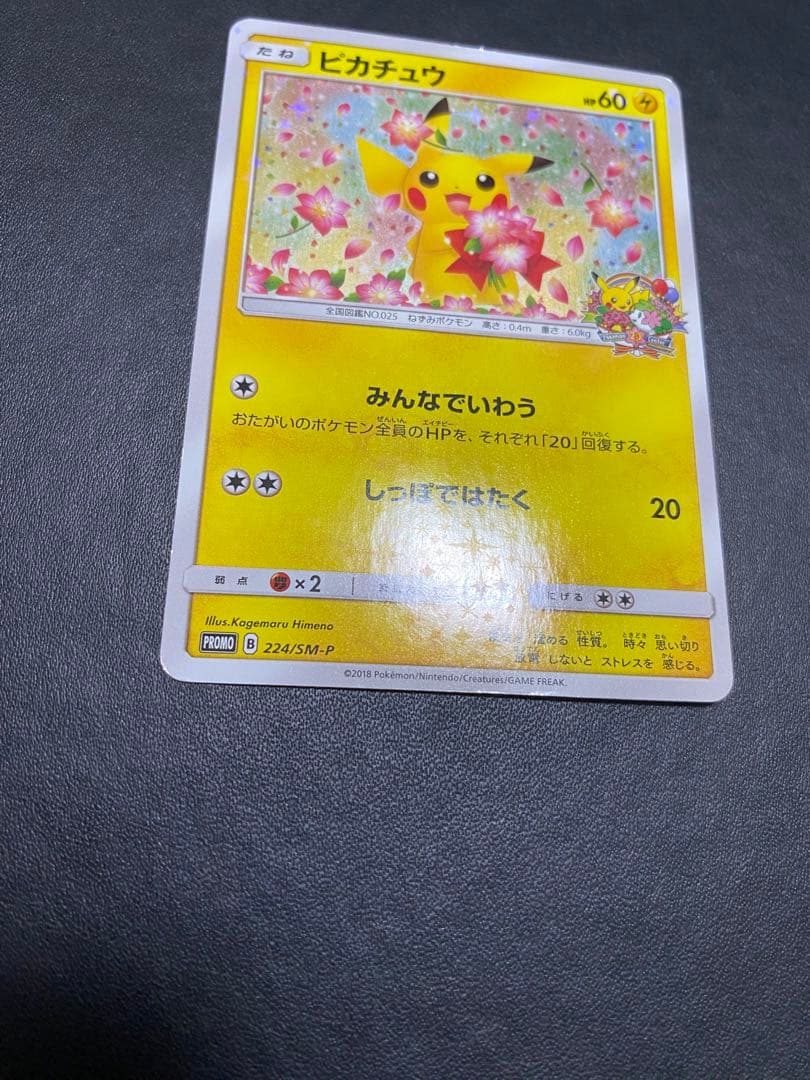 たね ピカチュウ HP60
全国図鑑NO.025 ねずみポケモン 高さ:0.4m 重さ:6.0kg
みんなでいわう
おたがいのポケモン全員のHPを、それぞれ「20」回復する。
しっぽではたく 20
弱点 ×2 にげる
Illus.Kagemaru Himeno
PROMO B 224/SM-P
性質。時々 思い切り
しないと ストレスを 感じる。
©2018 Pokémon/Nintendo/Creatures/GAME FREAK.